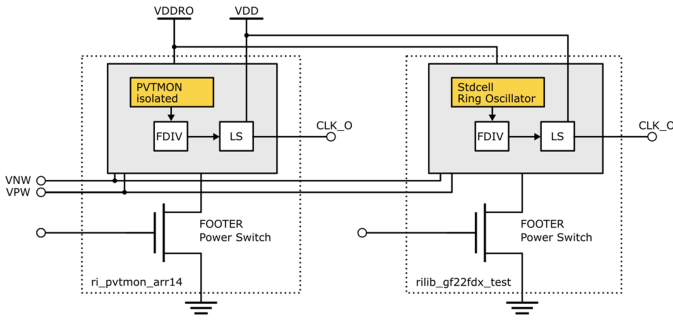 VDDRO
VDD
PVTMON
isolated
FDIV
LS
CLK_O
Stdcell
Ring Oscillator
FDIV
LS
CLK_O
VNW
VPW
FOOTER
Power Switch
ri_pvtmon_arr14
FOOTER
Power Switch
rilib_gf22fdx_test